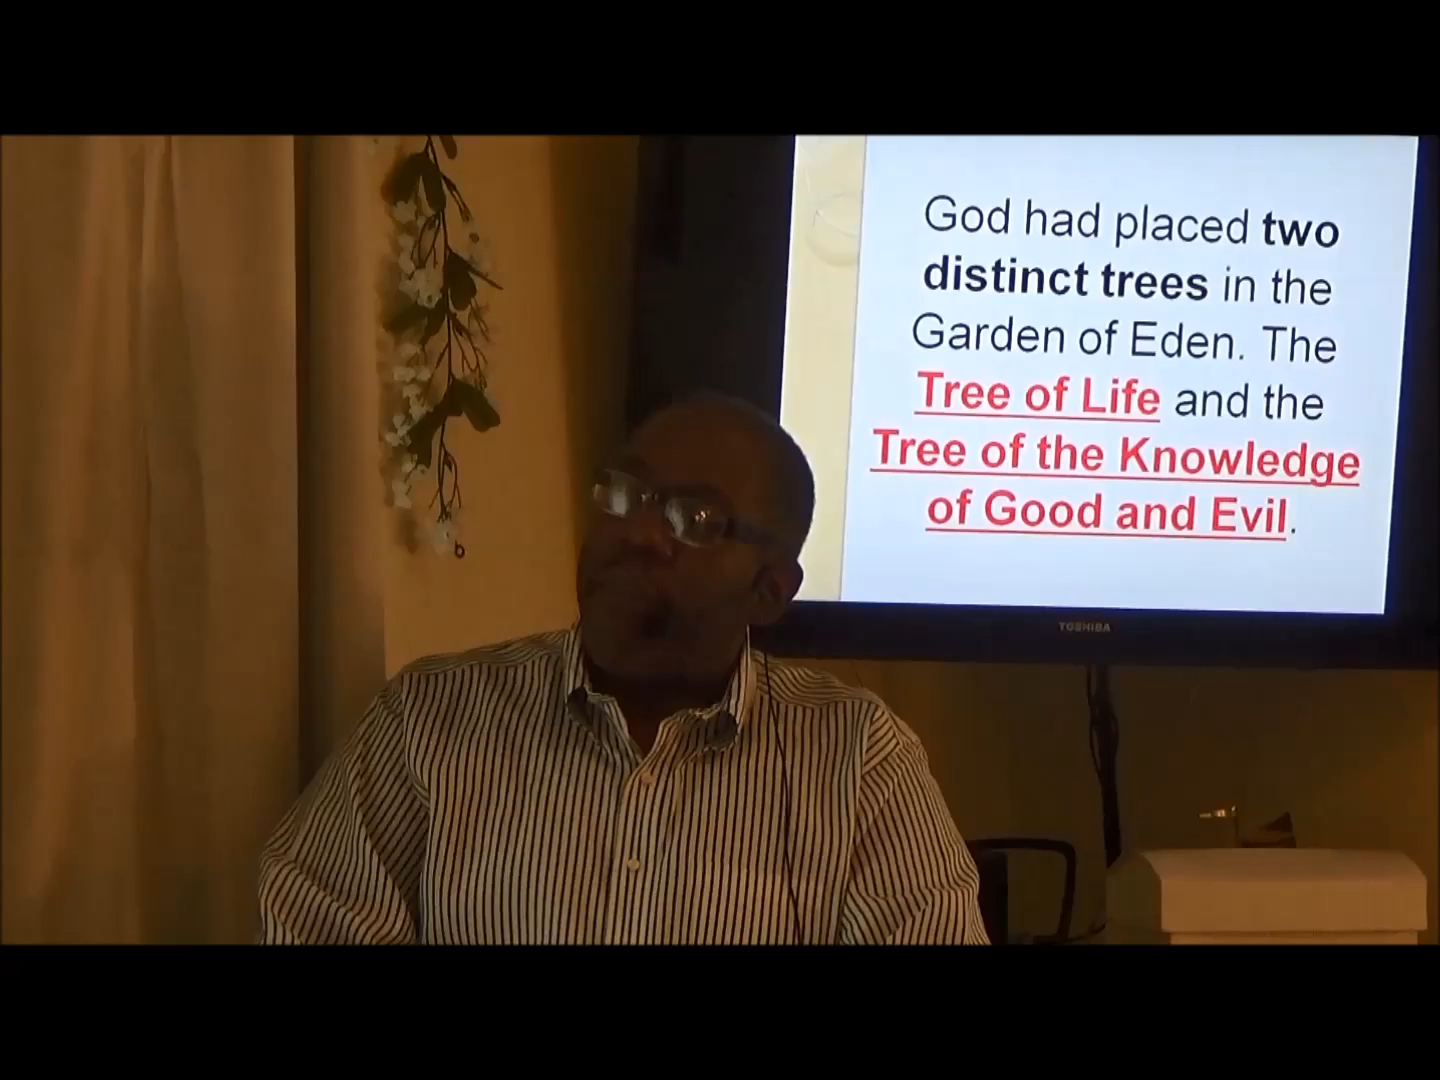 God had placed two
distinct trees in the
Garden of Eden. The
Tree of Life and the
Tree of the Knowledge
of Good and Evil.
TOSHIBA